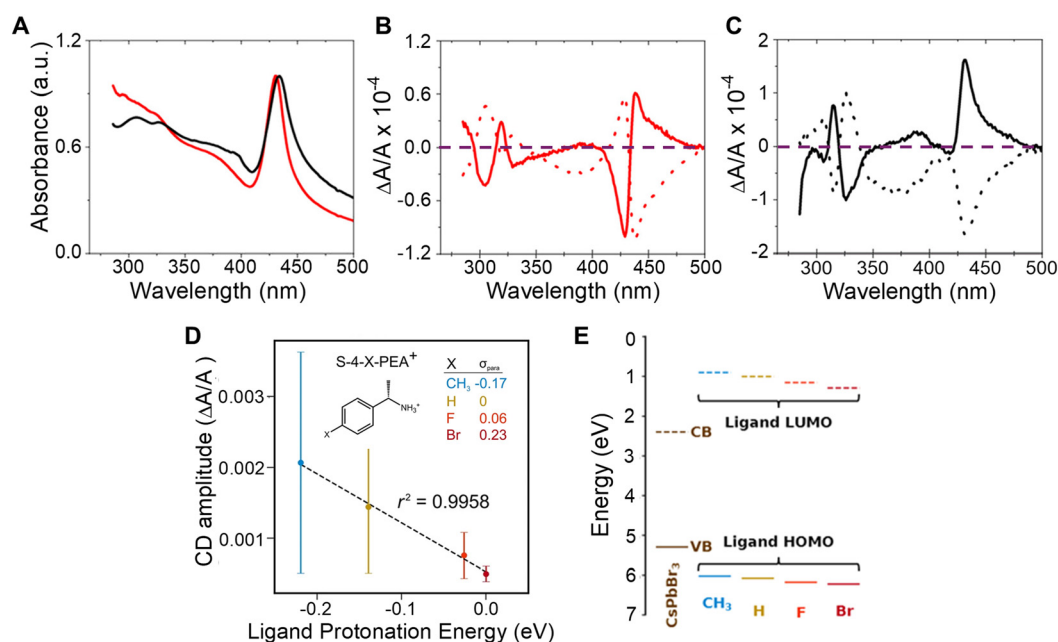 A
B
C
1.2
0.6
0.0
Absorbance (a.u.)
300 350 400 450 500
Wavelength (nm)
1.2
0.6
0.0
-0.6
-1.2
ΔA/A x 10⁻⁴
300 350 400 450 500
Wavelength (nm)
2
1
0
-1
-2
ΔA/A x 10⁻⁴
300 350 400 450 500
Wavelength (nm)
D
CD amplitude (ΔA/A)
0.003
0.002
0.001
S-4-X-PEA⁺
X
NH₃⁺
X σpara
CH₃ -0.17
H 0
F 0.06
Br 0.23
r² = 0.9958
-0.2 -0.1 0.0
Ligand Protonation Energy (eV)
E
Energy (eV)
0
1
2
3
4
5
6
7
Ligand LUMO
CB
VB
Ligand HOMO
CsPbBr₃
CH₃ H F Br